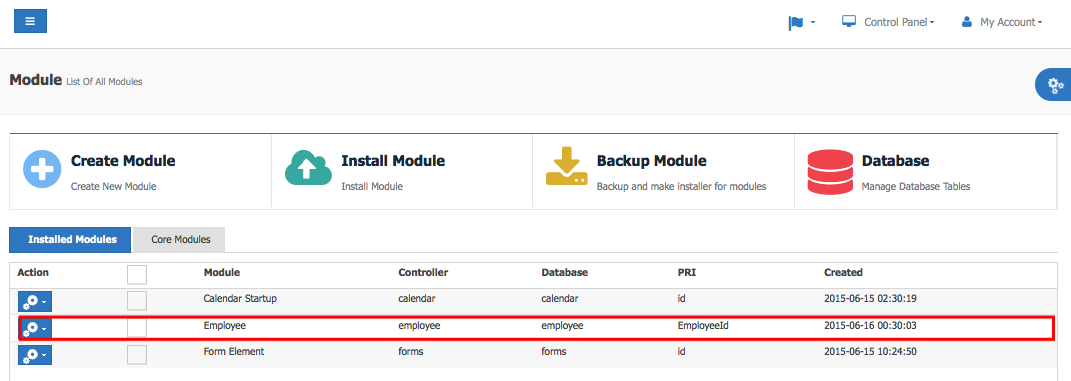 Control Panel My Account
Module List Of All Modules
Create Module Install Module Backup Module Database
Create New Module Install Module Backup and make installer for modules Manage Database Tables
Installed Modules Core Modules
Action Module Controller Database PRI Created
Calendar Startup calendar calendar id 2015-06-15 02:30:19
Employee employee employee EmployeeId 2015-06-16 00:30:03
Form Element forms forms id 2015-06-15 10:24:50